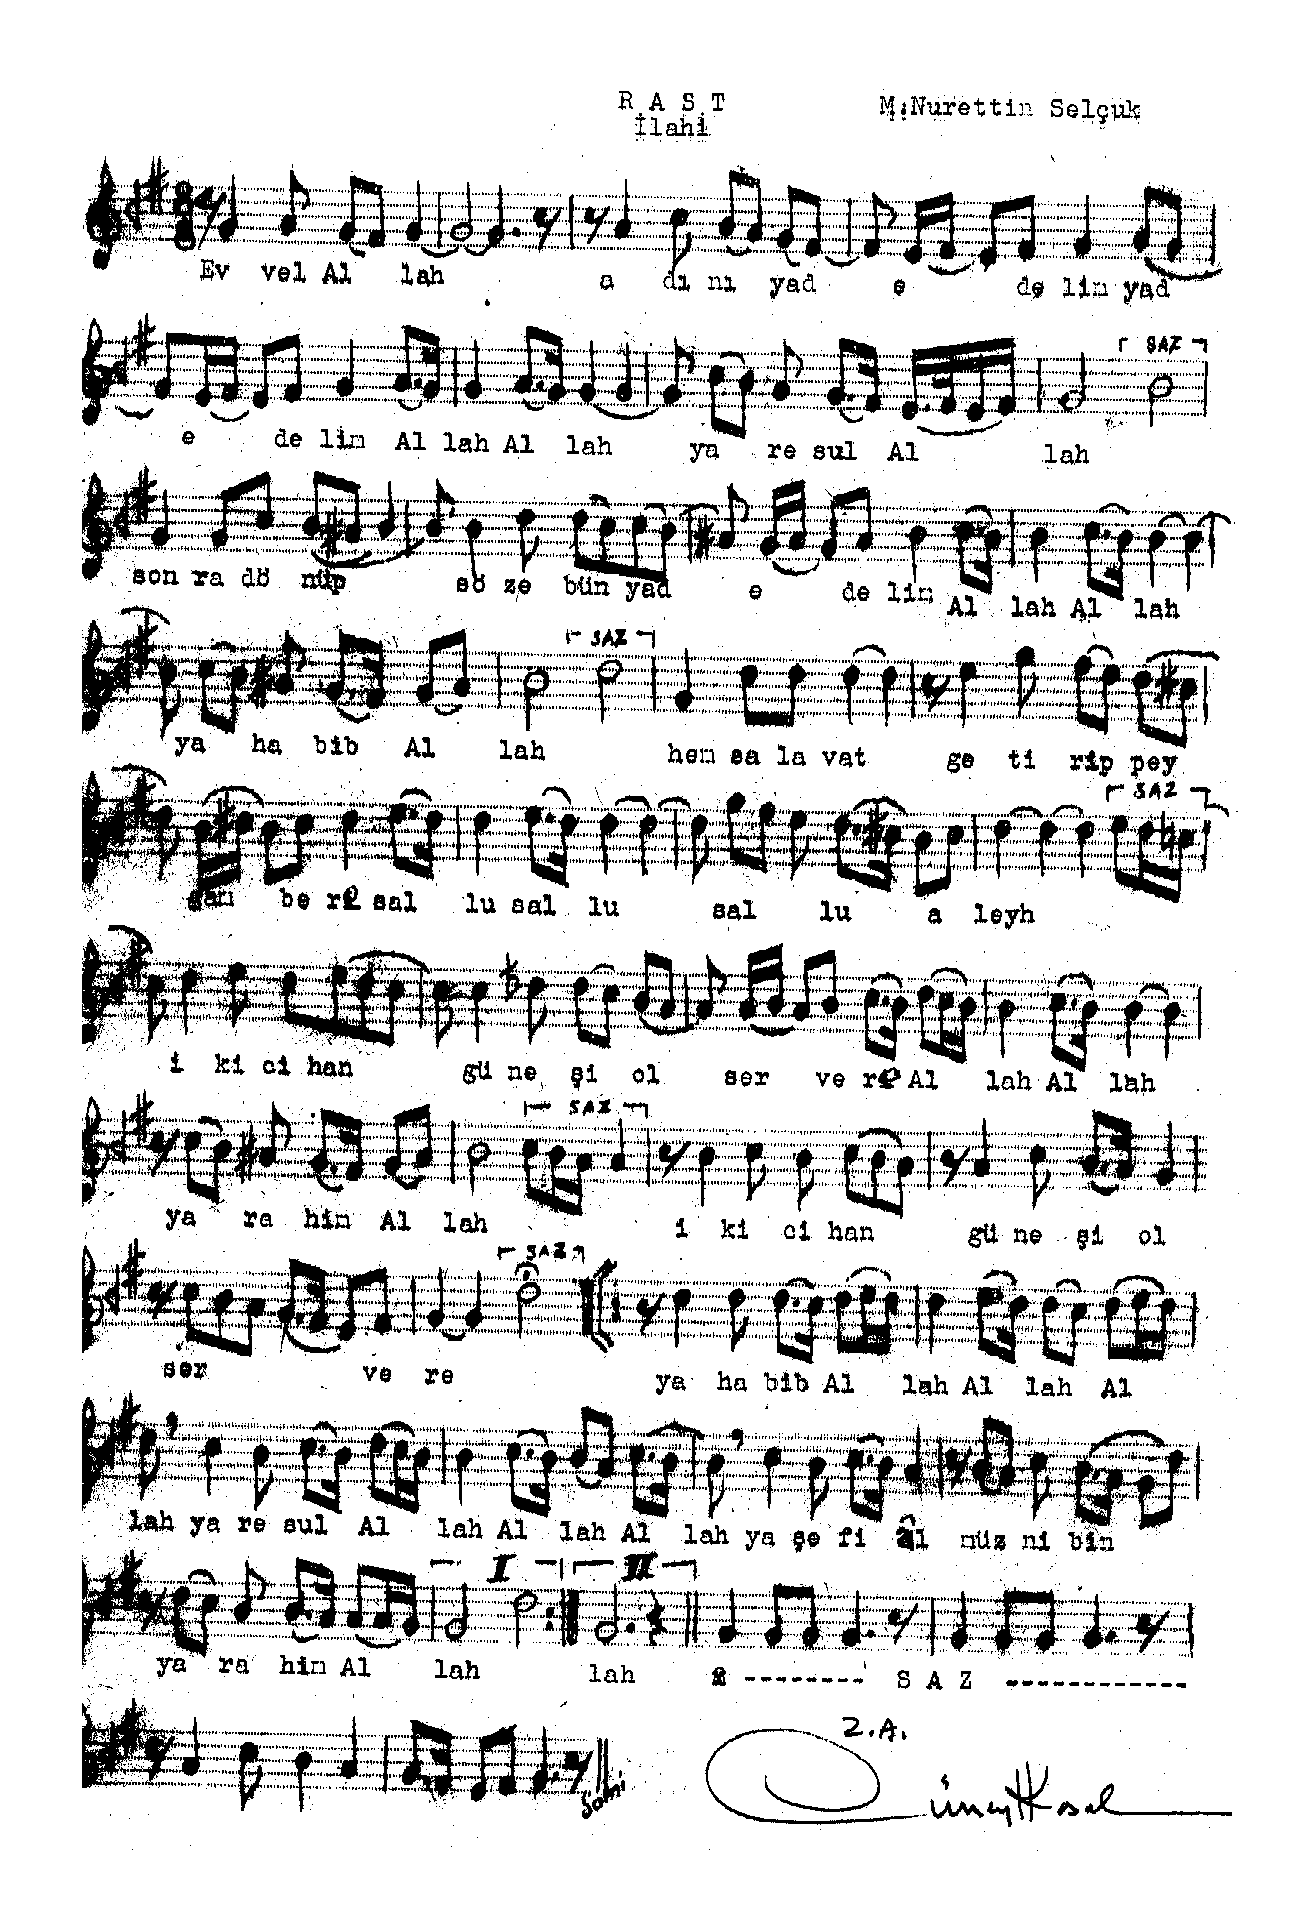 R A S T
İlahi
M.Nurettin Selçuk
8
8
Ev vel Al lah a dı nı yad e de lim yad
SAZ
e de lim Al lah Al lah ya re sul Al lah
son ra dö nüp sö ze bün yad e de lim Al lah Al lah
SAZ
ya ha bib Al lah hem sa la vat ge ti rip pey
SAZ
gam be re sal lu sal lu sal lu a leyh
i ki ci han gü ne şi ol ser ve re Al lah Al lah
SAZ
ya ra him Al lah i ki ci han gü ne şi ol
SAZ
ser ve re ya ha bib Al lah Al lah Al
lah ya re sul Al lah Al lah Al lah ya şe fi âl müz ni bin
I II
ya ra him Al lah lah -------- S A Z ------------
Z.A.
Cüneyt Kosal